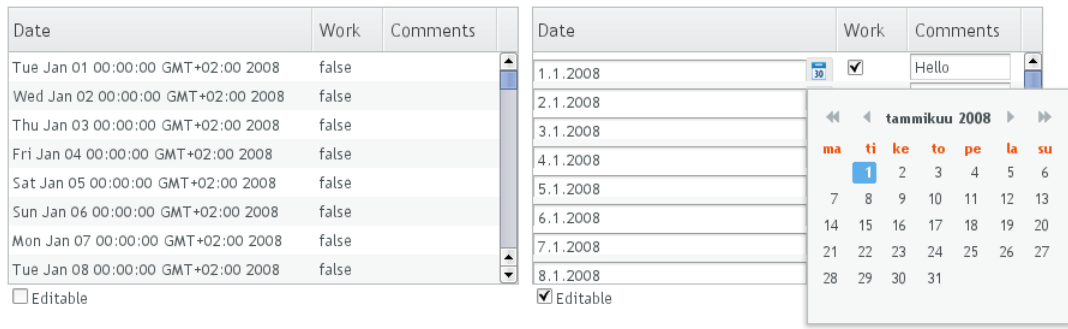 Date Work Comments
Tue Jan 01 00:00:00 GMT+02:00 2008 false
Wed Jan 02 00:00:00 GMT+02:00 2008 false
Thu Jan 03 00:00:00 GMT+02:00 2008 false
Fri Jan 04 00:00:00 GMT+02:00 2008 false
Sat Jan 05 00:00:00 GMT+02:00 2008 false
Sun Jan 06 00:00:00 GMT+02:00 2008 false
Mon Jan 07 00:00:00 GMT+02:00 2008 false
Tue Jan 08 00:00:00 GMT+02:00 2008 false
Editable
Date Work Comments
1.1.2008 30 Hello
2.1.2008
3.1.2008
4.1.2008
5.1.2008
6.1.2008
7.1.2008
8.1.2008
Editable
tammikuu 2008
ma ti ke to pe la su
1 2 3 4 5 6
7 8 9 10 11 12 13
14 15 16 17 18 19 20
21 22 23 24 25 26 27
28 29 30 31